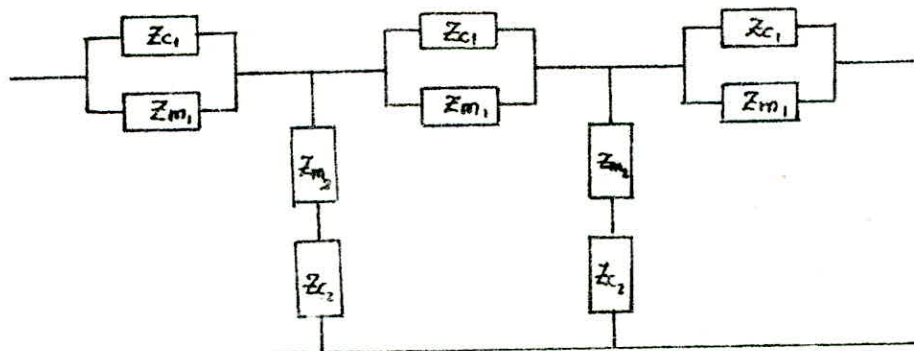 Zc₁ Zc₁ Zc₁
Zm₁ Zm₁ Zm₁
Zm₂ Zm₂
Zc₂ Zc₂